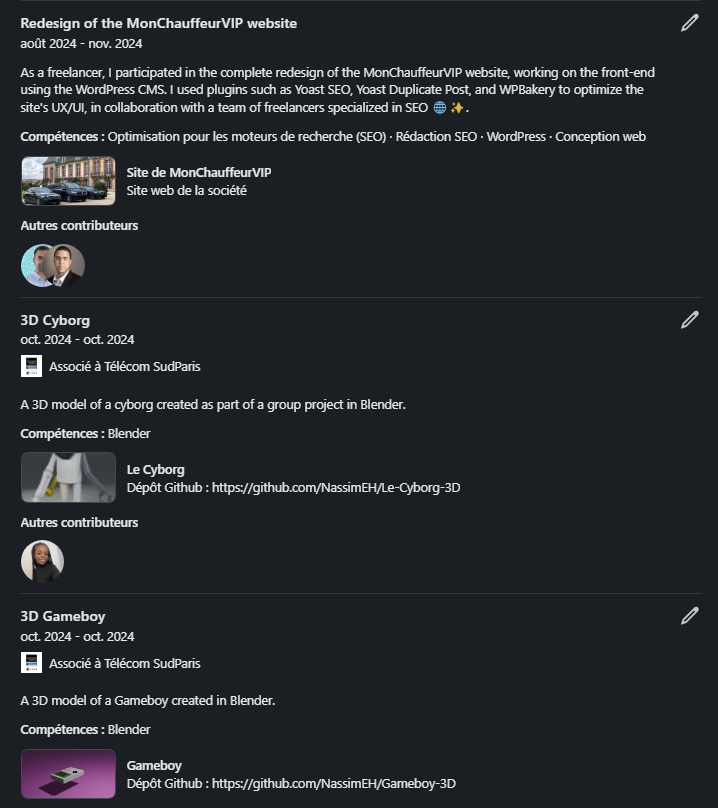 Redesign of the MonChauffeurVIP website
août 2024 - nov. 2024
As a freelancer, I participated in the complete redesign of the MonChauffeurVIP website, working on the front-end
using the WordPress CMS. I used plugins such as Yoast SEO, Yoast Duplicate Post, and WPBakery to optimize the
site's UX/UI, in collaboration with a team of freelancers specialized in SEO 🌐 ✨.
Compétences : Optimisation pour les moteurs de recherche (SEO) · Rédaction SEO · WordPress · Conception web
Site de MonChauffeurVIP
Site web de la société
Autres contributeurs
3D Cyborg
oct. 2024 - oct. 2024
Associé à Télécom SudParis
A 3D model of a cyborg created as part of a group project in Blender.
Compétences : Blender
Le Cyborg
Dépôt Github : https://github.com/NassimEH/Le-Cyborg-3D
Autres contributeurs
3D Gameboy
oct. 2024 - oct. 2024
Associé à Télécom SudParis
A 3D model of a Gameboy created in Blender.
Compétences : Blender
Gameboy
Dépôt Github : https://github.com/NassimEH/Gameboy-3D